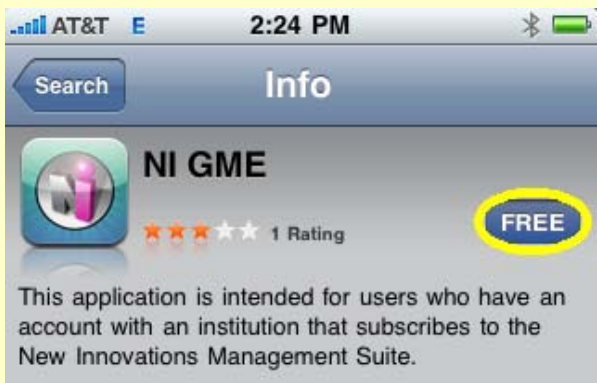 AT&T E 2:24 PM
Search Info
Ni
NI GME
1 Rating
FREE
This application is intended for users who have an
account with an institution that subscribes to the
New Innovations Management Suite.